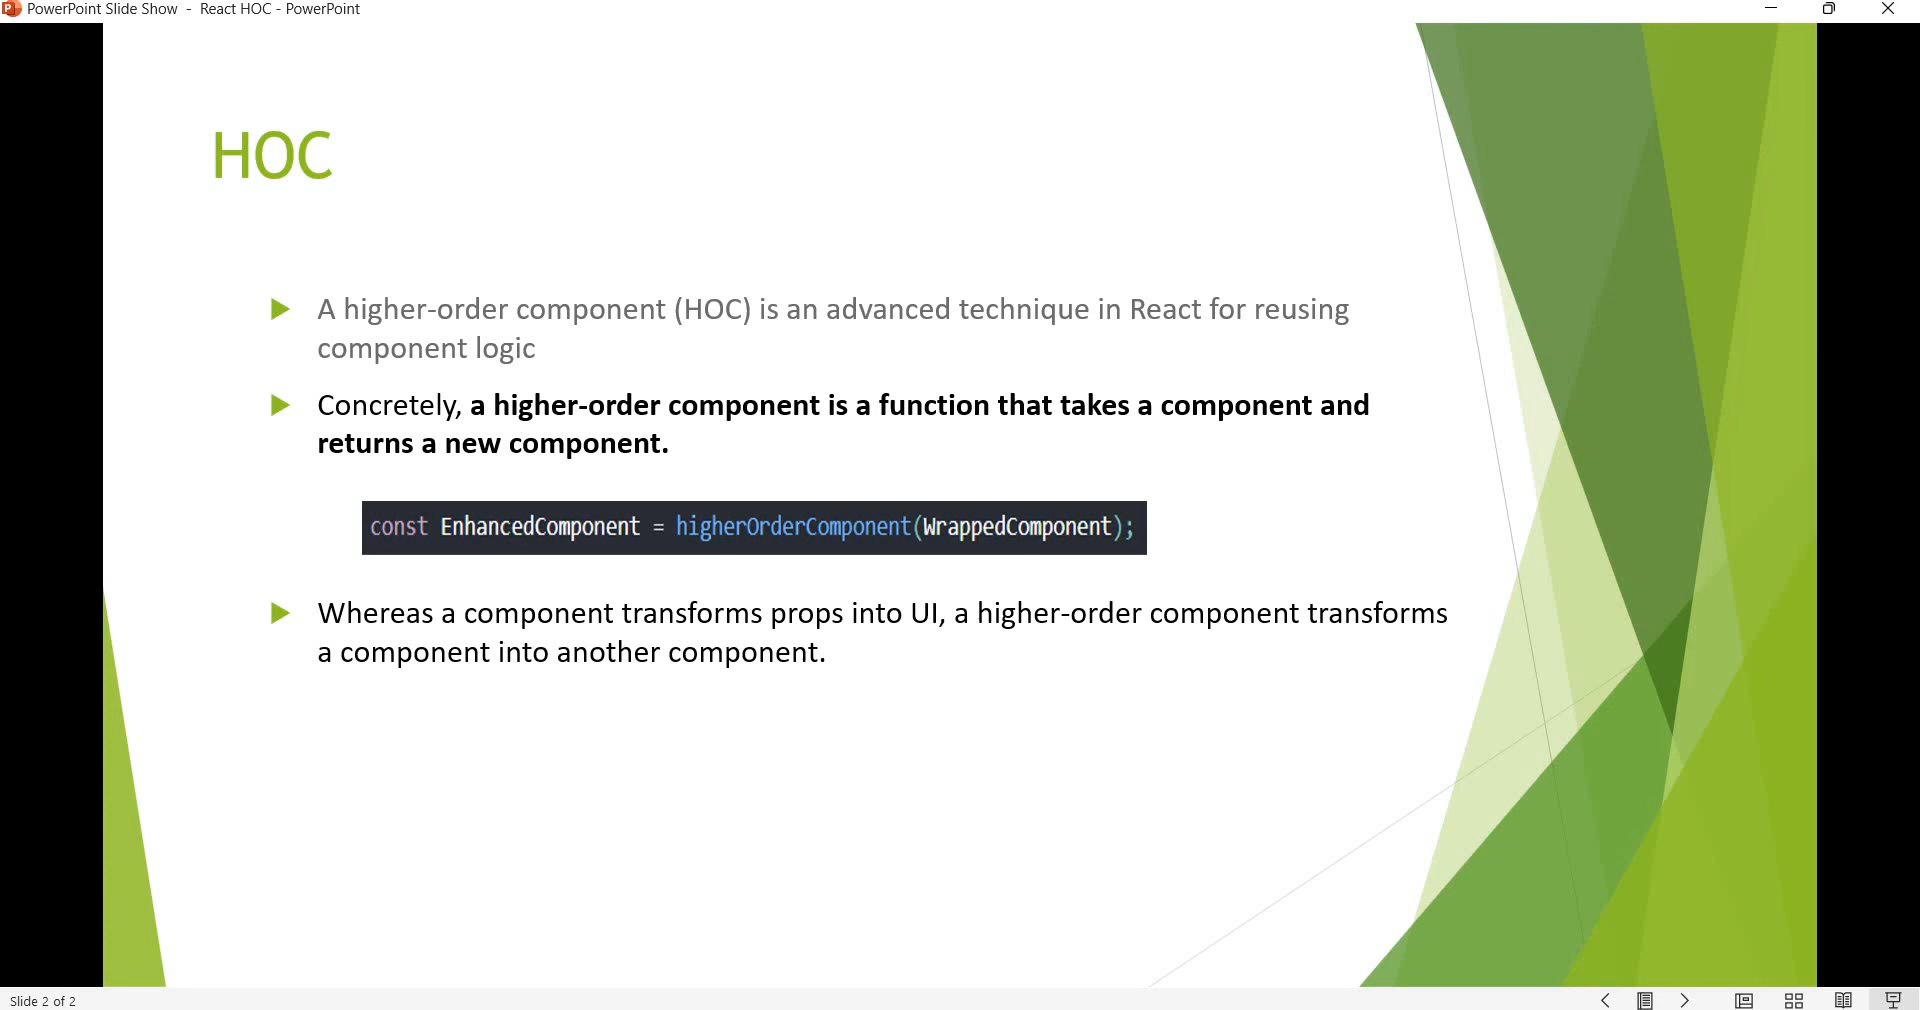 PowerPoint Slide Show - React HOC - PowerPoint
HOC
A higher-order component (HOC) is an advanced technique in React for reusing
component logic
Concretely, a higher-order component is a function that takes a component and
returns a new component.
const EnhancedComponent = higherOrderComponent(WrappedComponent);
Whereas a component transforms props into UI, a higher-order component transforms
a component into another component.
Slide 2 of 2